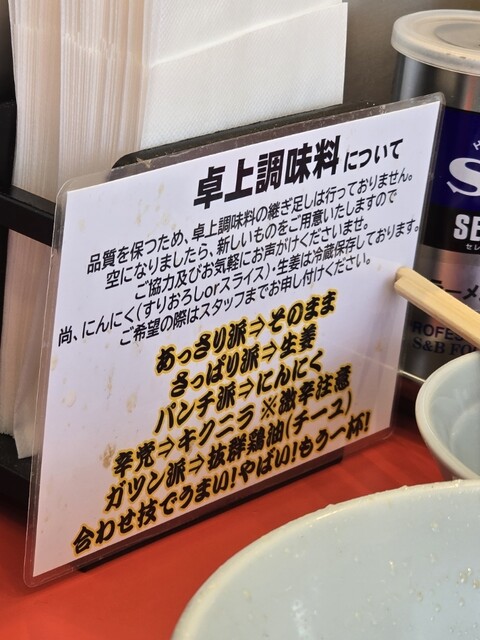 卓上調味料について
品質を保つため、卓上調味料の継ぎ足しは行っておりません。
空になりましたら、新しいものをご用意いたしますので
ご協力及びお気軽にお声がけくださいませ。
尚、にんにく(すりおろしorスライス)・生姜は冷蔵保存しております。
ご希望の際はスタッフまでお申し付けください。
あっさり派⇒そのまま
さっぱり派⇒生姜
パンチ派⇒にんにく
辛党⇒キクニラ ※激辛注意
ガツン派⇒抜群鶏油(チーユ)
合わせ技でうまい!やばい!もう一杯!
S
SE
セレ
ラーメ
PROFES
S&B FO